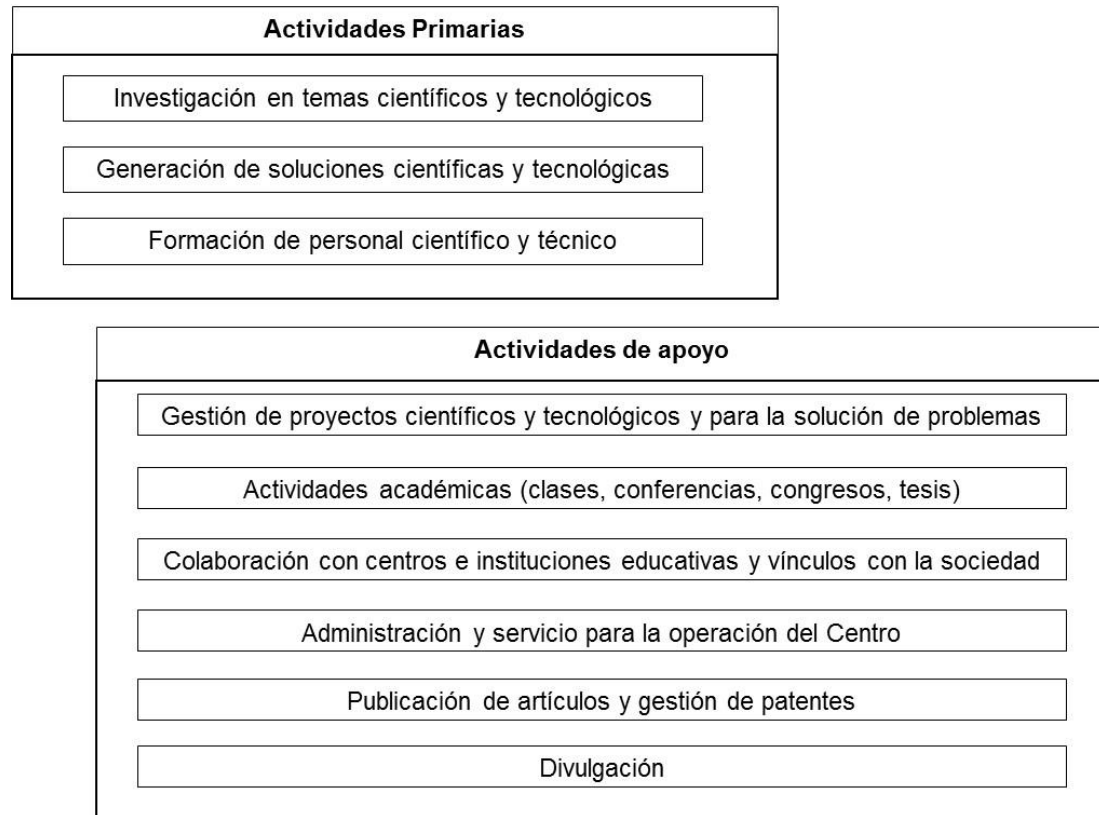 Actividades Primarias
Investigación en temas científicos y tecnológicos
Generación de soluciones científicas y tecnológicas
Formación de personal científico y técnico
Actividades de apoyo
Gestión de proyectos científicos y tecnológicos y para la solución de problemas
Actividades académicas (clases, conferencias, congresos, tesis)
Colaboración con centros e instituciones educativas y vínculos con la sociedad
Administración y servicio para la operación del Centro
Publicación de artículos y gestión de patentes
Divulgación